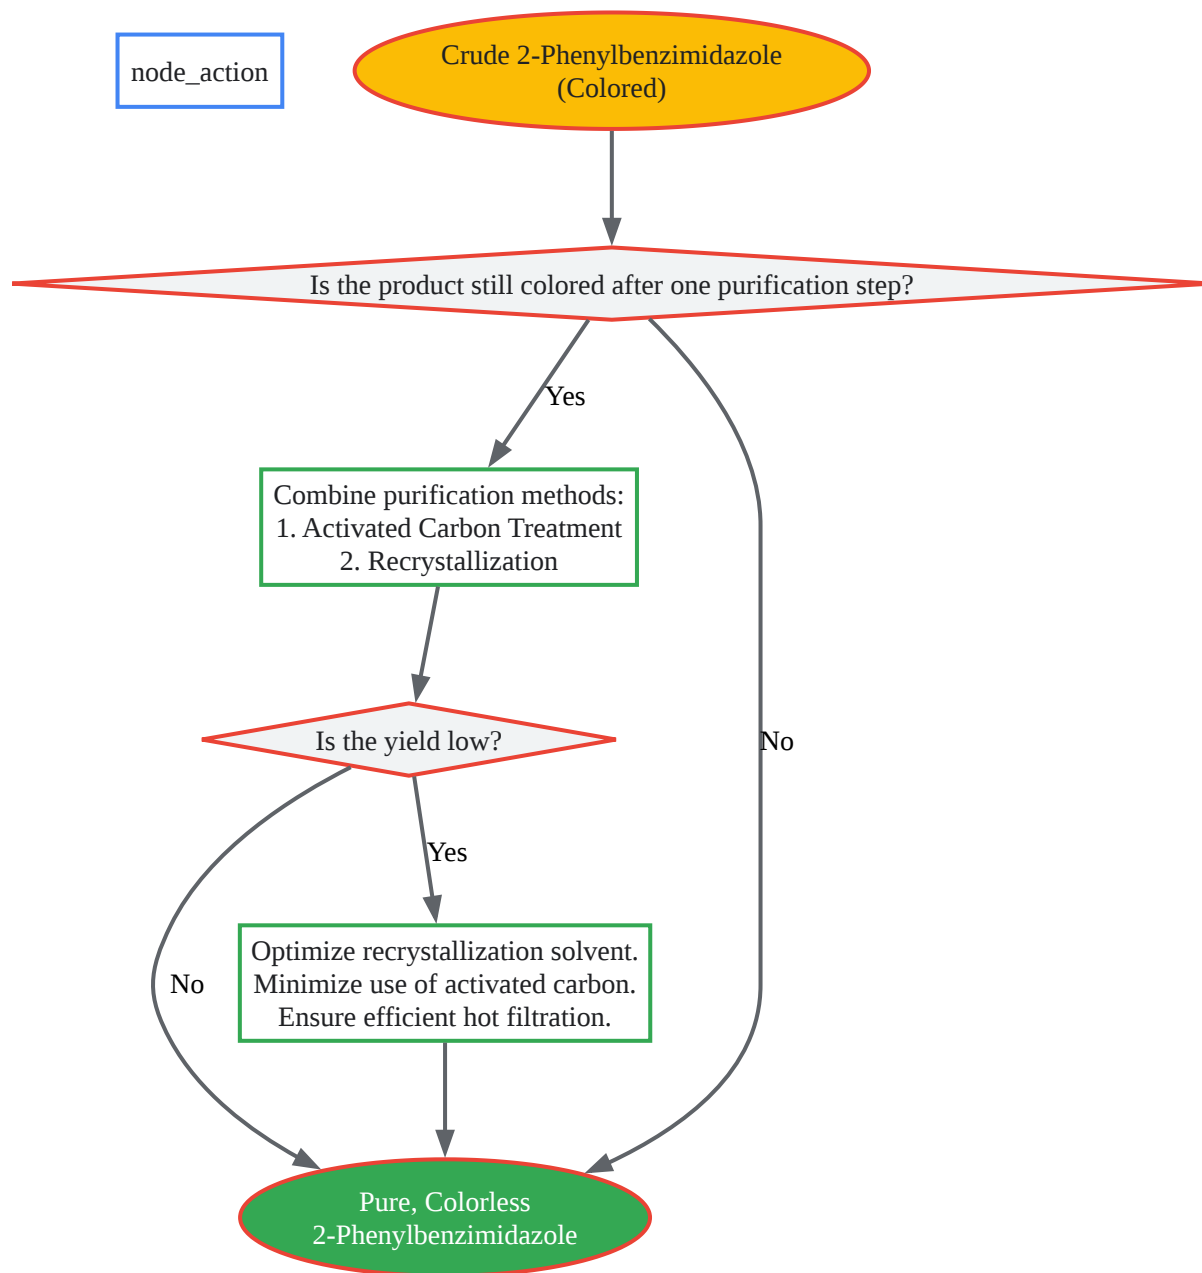 node_action
Crude 2-Phenylbenzimidazole
(Colored)
Is the product still colored after one purification step?
Yes
Combine purification methods:
1. Activated Carbon Treatment
2. Recrystallization
Is the yield low?
No
Yes
Optimize recrystallization solvent.
Minimize use of activated carbon.
Ensure efficient hot filtration.
No
Pure, Colorless
2-Phenylbenzimidazole